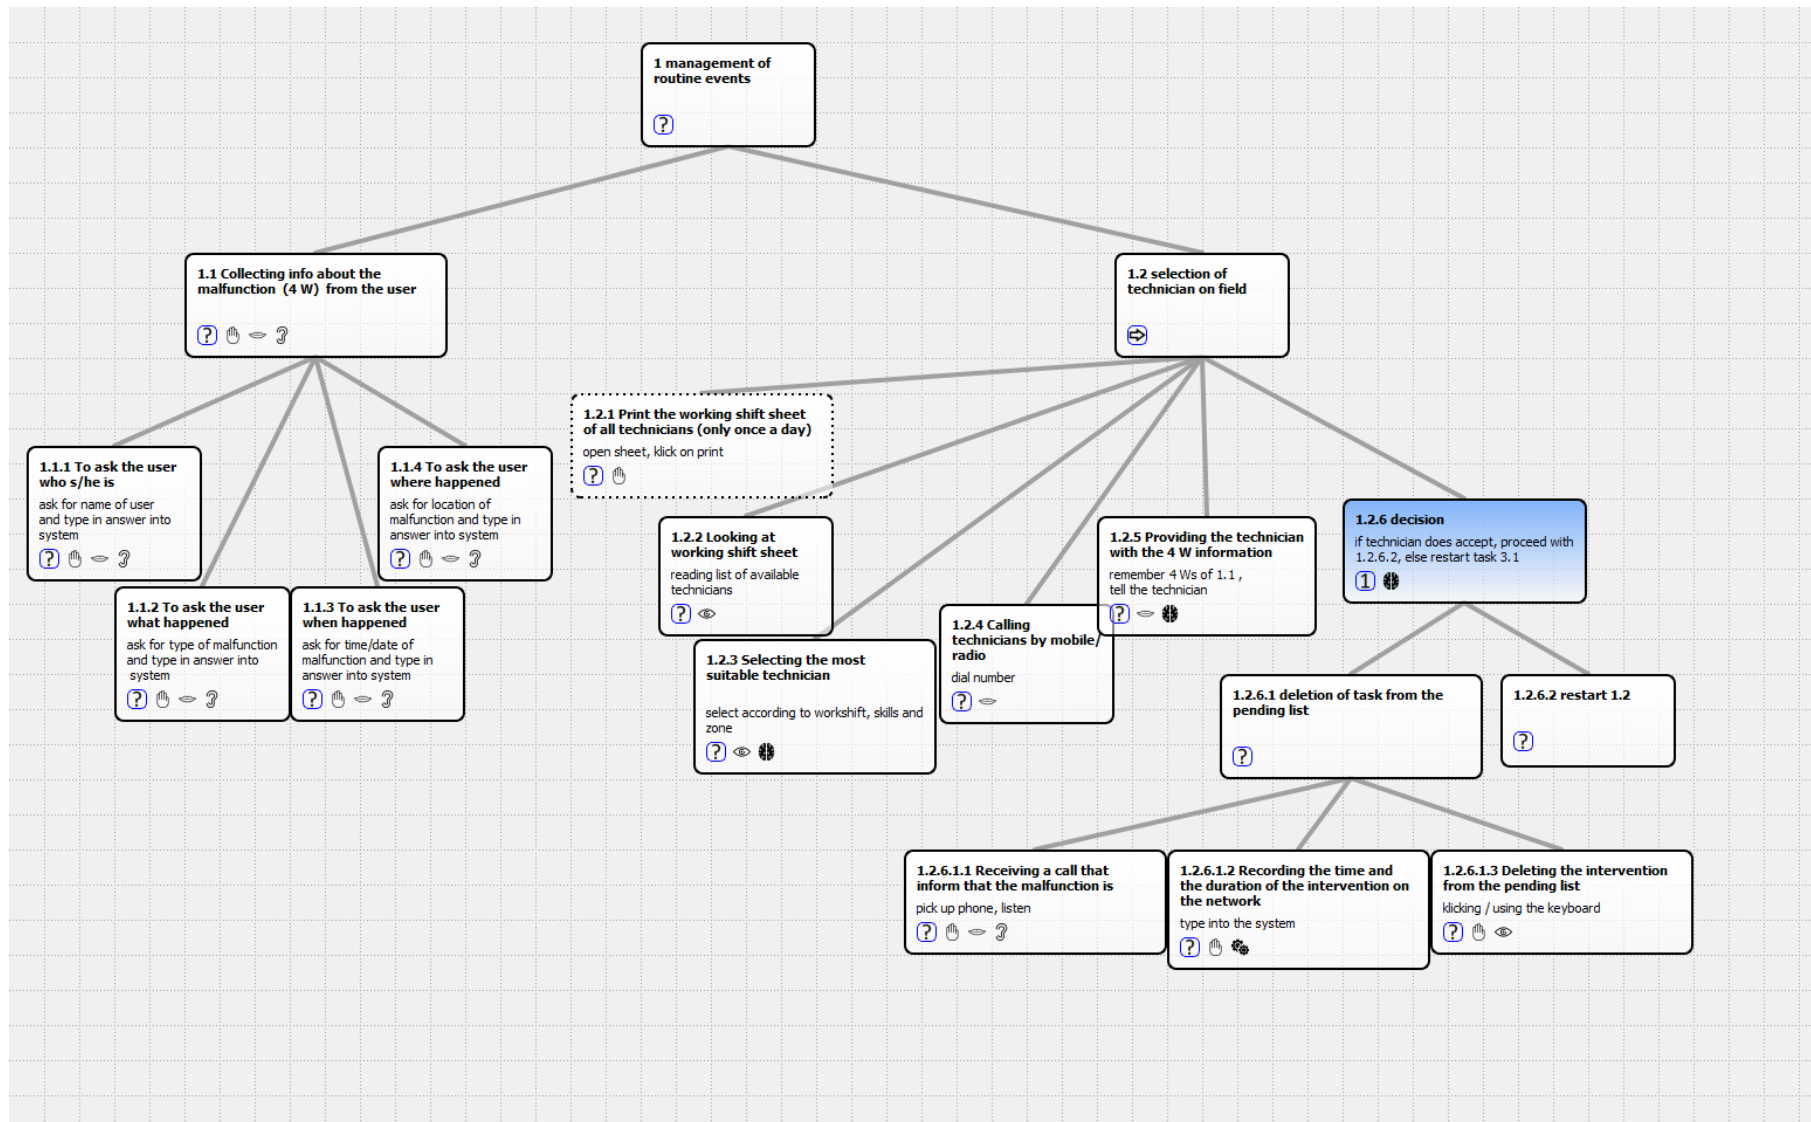 1 management of
routine events
?
1.1 Collecting info about the
malfunction (4 W) from the user
?
1.2 selection of
technician on field
1.1.1 To ask the user
who s/he is
ask for name of user
and type in answer into
system
?
1.1.2 To ask the user
what happened
ask for type of malfunction
and type in answer into
system
?
1.1.3 To ask the user
when happened
ask for time/date of
malfunction and type in
answer into system
?
1.1.4 To ask the user
where happened
ask for location of
malfunction and type in
answer into system
?
1.2.1 Print the working shift sheet
of all technicians (only once a day)
open sheet, klick on print
?
1.2.2 Looking at
working shift sheet
reading list of available
technicians
?
1.2.3 Selecting the most
suitable technician
select according to workshift, skills and
zone
?
1.2.4 Calling
technicians by mobile/
radio
dial number
?
1.2.5 Providing the technician
with the 4 W information
remember 4 Ws of 1.1 ,
tell the technician
?
1.2.6 decision
if technician does accept, proceed with
1.2.6.2, else restart task 3.1
1
1.2.6.1 deletion of task from the
pending list
?
1.2.6.2 restart 1.2
?
1.2.6.1.1 Receiving a call that
inform that the malfunction is
pick up phone, listen
?
1.2.6.1.2 Recording the time and
the duration of the intervention on
the network
type into the system
?
1.2.6.1.3 Deleting the intervention
from the pending list
klicking / using the keyboard
?